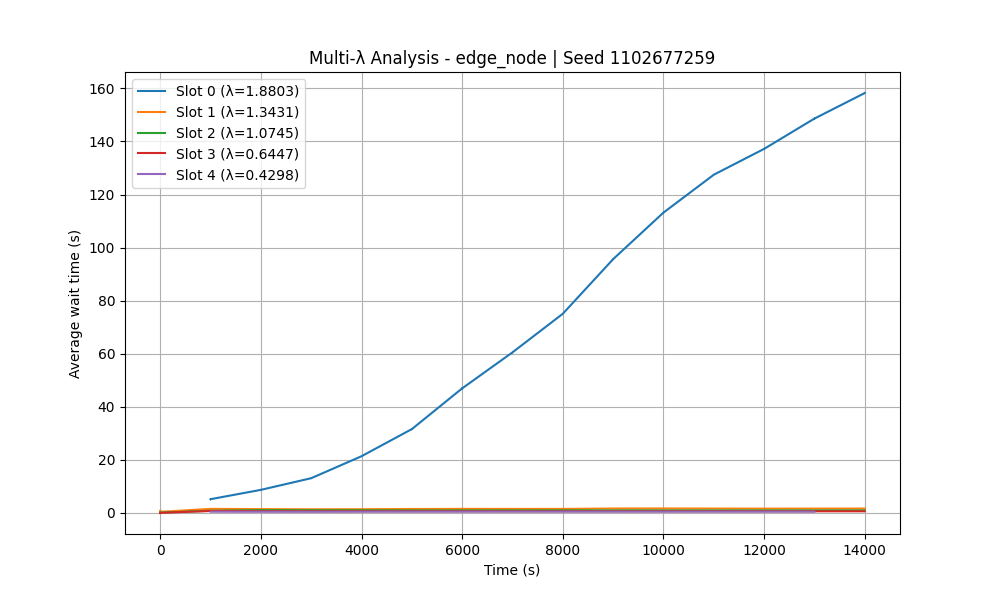 Multi-λ Analysis - edge_node | Seed 1102677259
Slot 0 (λ=1.8803)
Slot 1 (λ=1.3431)
Slot 2 (λ=1.0745)
Slot 3 (λ=0.6447)
Slot 4 (λ=0.4298)
Average wait time (s)
160
140
120
100
80
60
40
20
0
0 2000 4000 6000 8000 10000 12000 14000
Time (s)